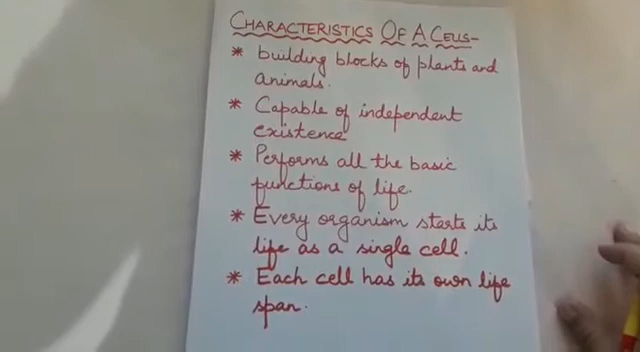 CHARACTERISTICS OF A CELLS-
* building blocks of plants and
animals.
* Capable of independent
existence
* Performs all the basic
functions of life.
* Every organism starts its
life as a single cell.
* Each cell has its own life
span.